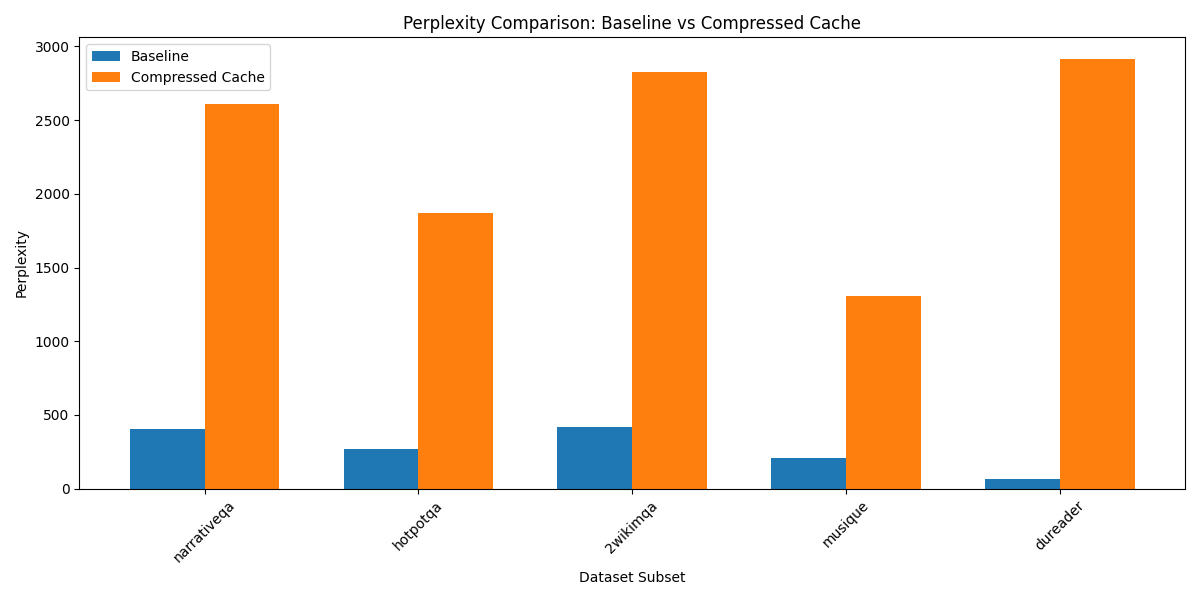 Perplexity Comparison: Baseline vs Compressed Cache
Baseline
Compressed Cache
Perplexity
3000
2500
2000
1500
1000
500
0
narrativeqa
hotpotqa
2wikimqa
musique
dureader
Dataset Subset